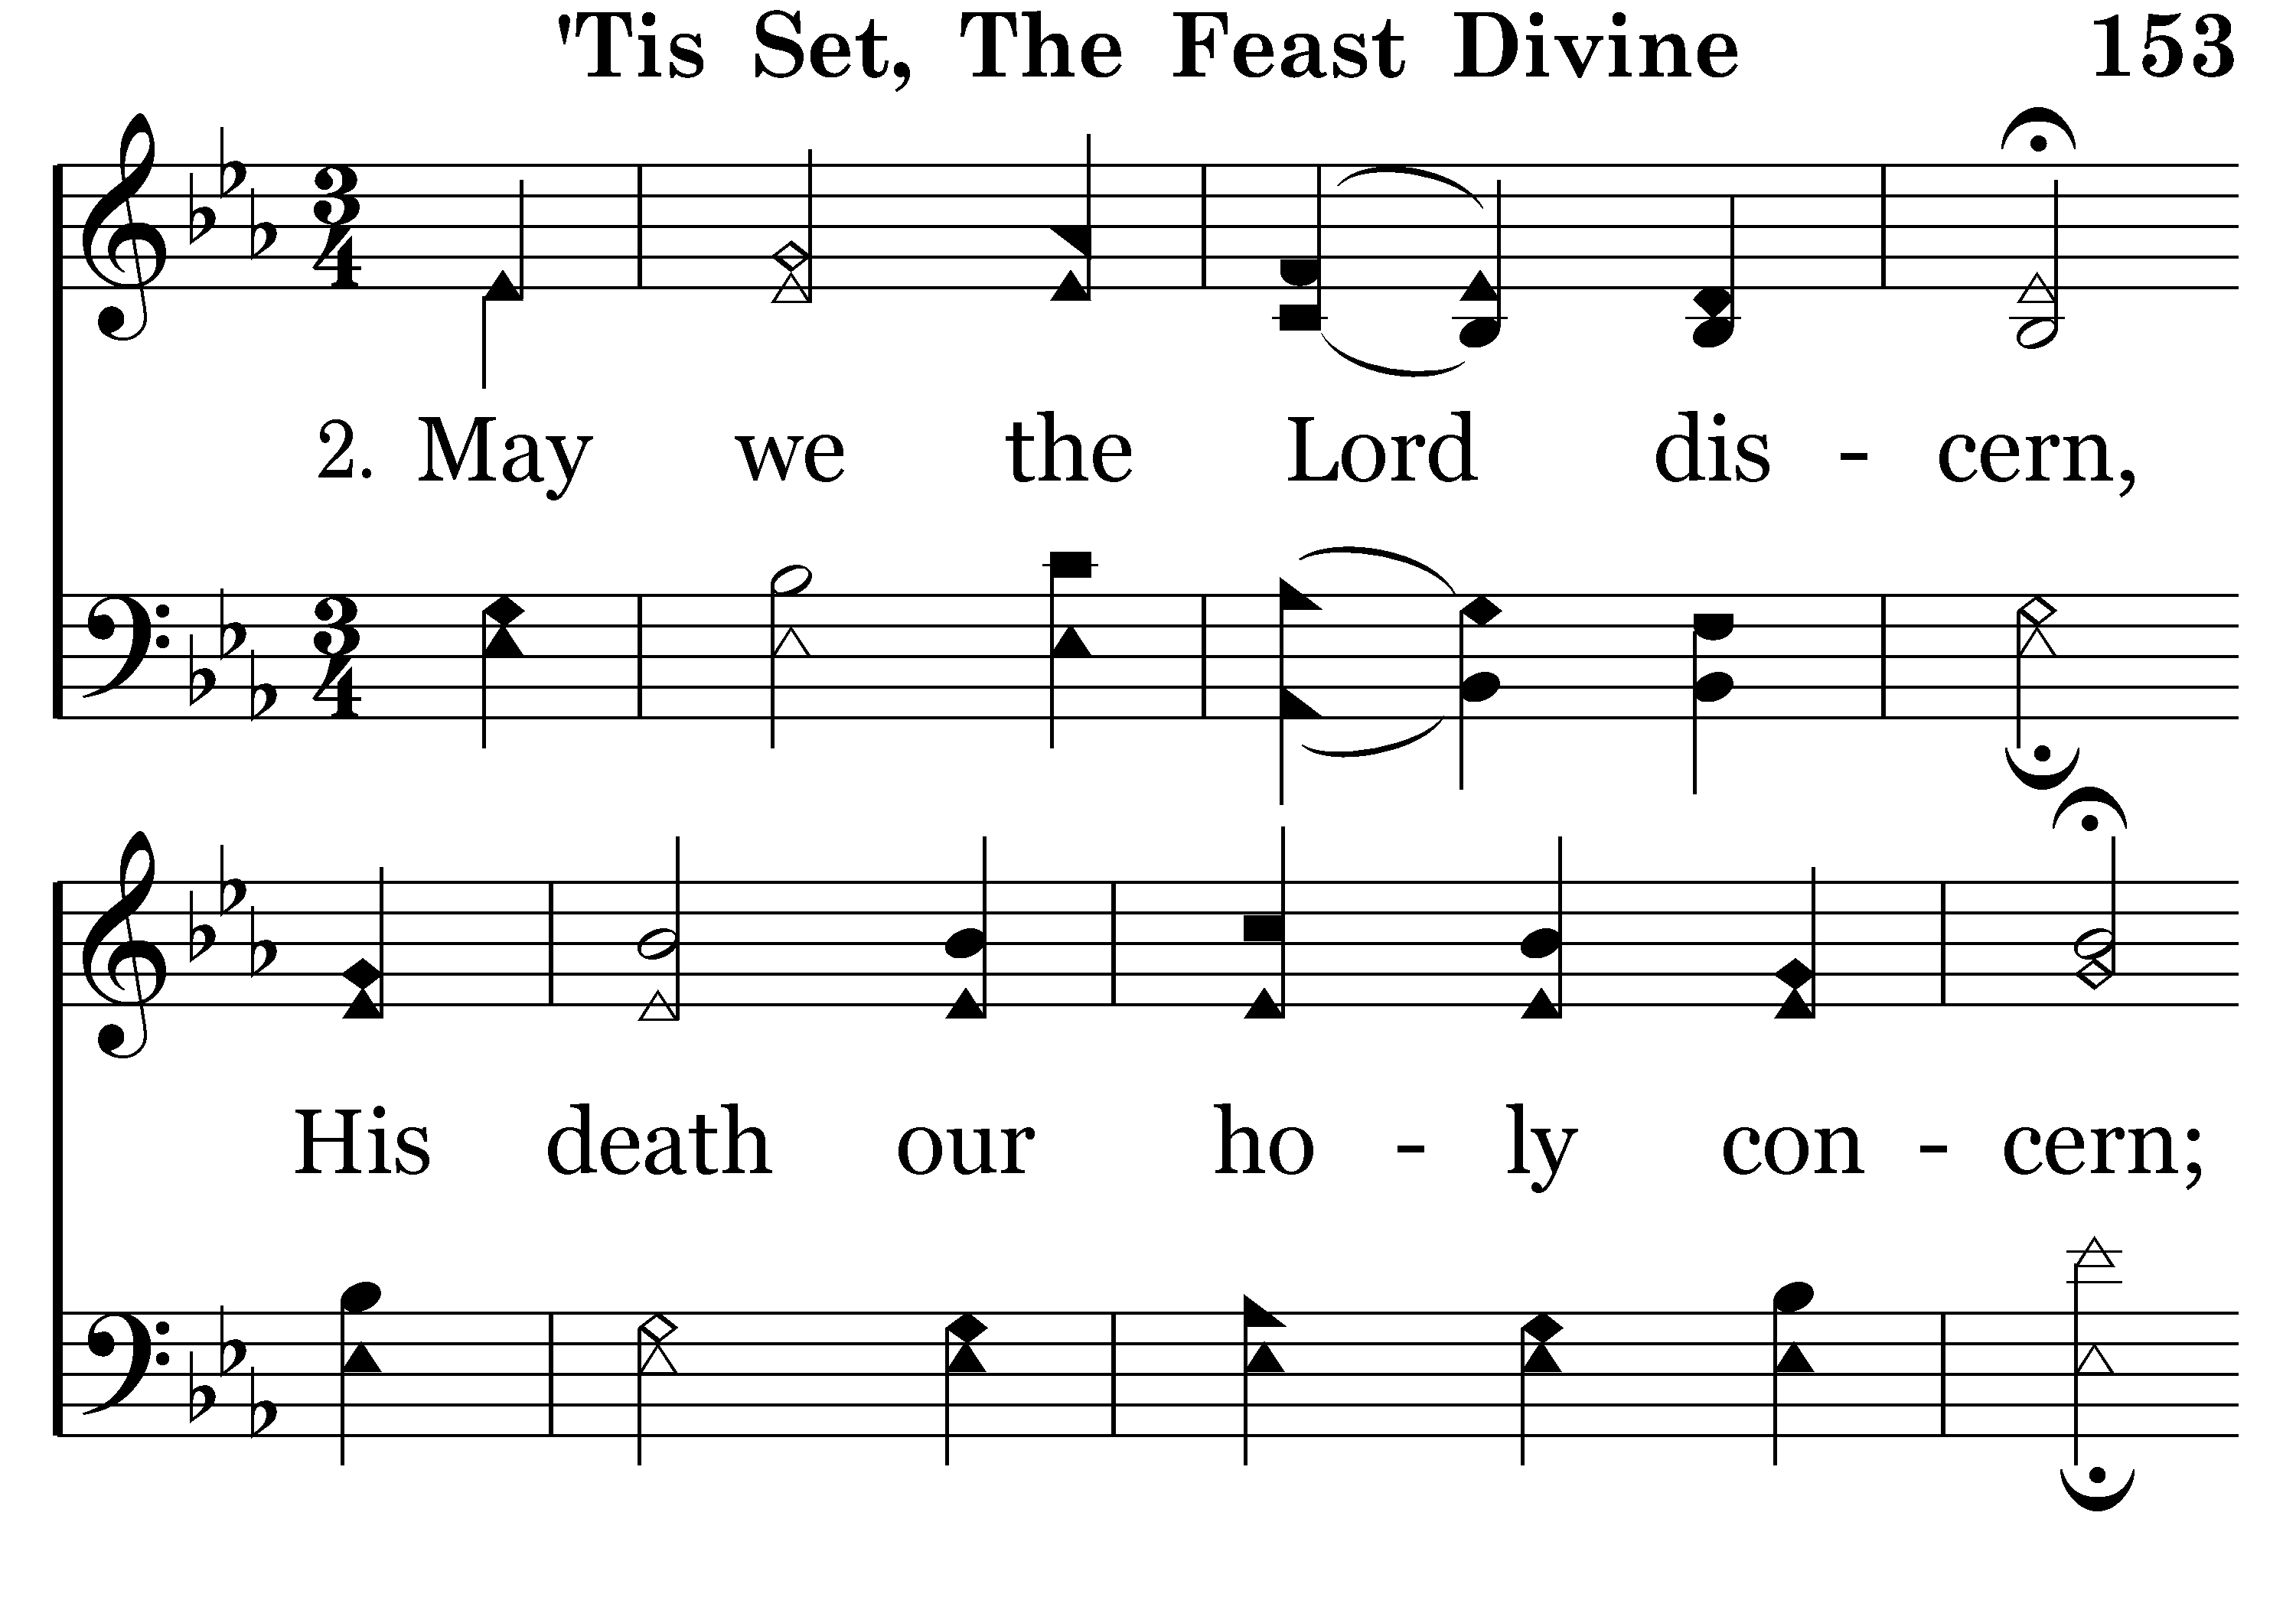 'Tis Set, The Feast Divine 153
2. May we the Lord dis - cern,
His death our ho - ly con - cern;